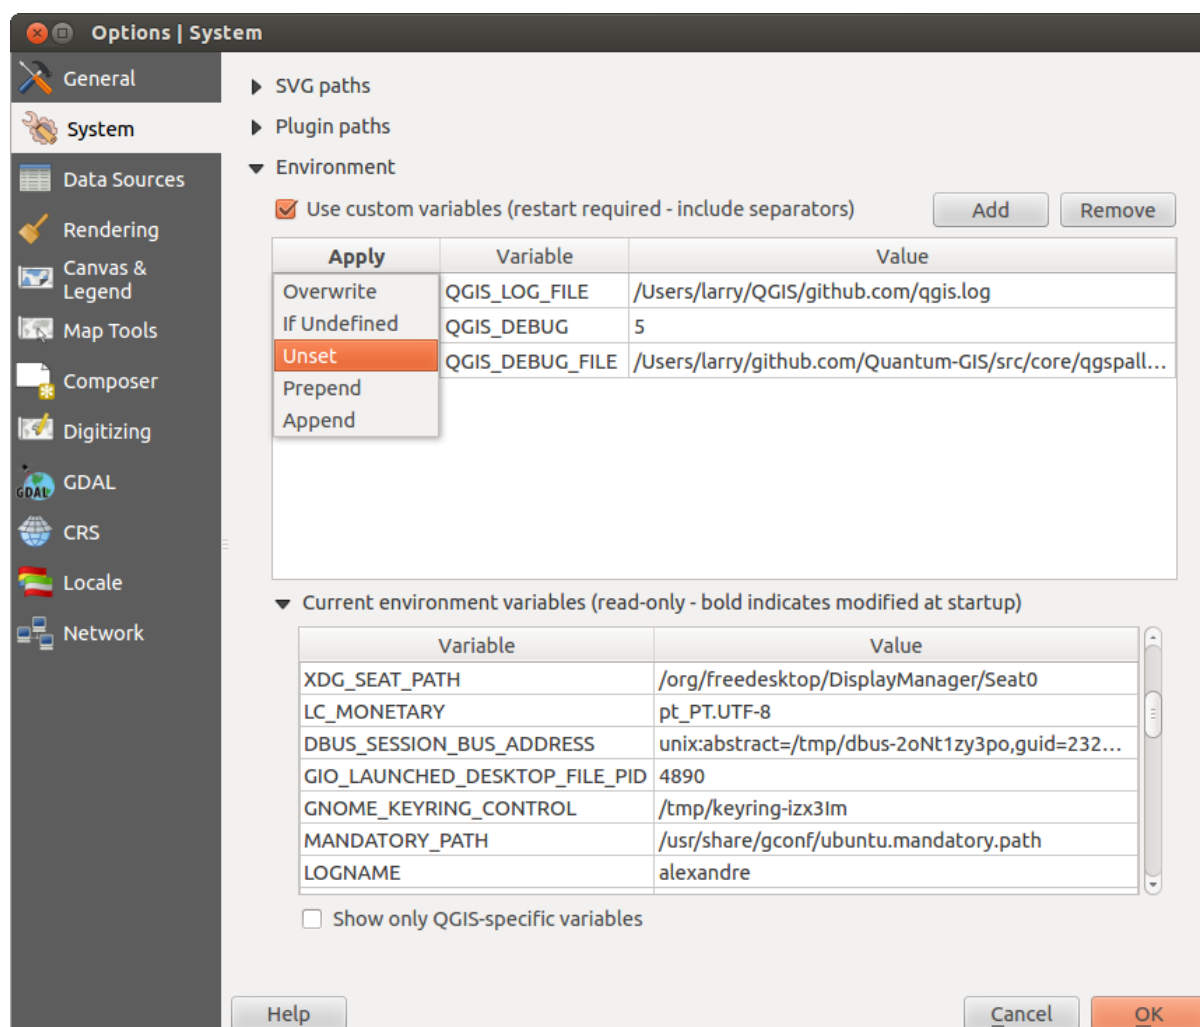 Options | System
General
System
Data Sources
Rendering
Canvas &
Legend
Map Tools
Composer
Digitizing
GDAL
GDAL
CRS
Locale
Network
SVG paths
Plugin paths
Environment
Use custom variables (restart required - include separators)
Add
Remove
Apply Variable Value
Overwrite
If Undefined
Unset
Prepend
Append
QGIS_LOG_FILE /Users/larry/QGIS/github.com/qgis.log
QGIS_DEBUG 5
QGIS_DEBUG_FILE /Users/larry/github.com/Quantum-GIS/src/core/qgspall...
Current environment variables (read-only - bold indicates modified at startup)
Variable Value
XDG_SEAT_PATH /org/freedesktop/DisplayManager/Seat0
LC_MONETARY pt_PT.UTF-8
DBUS_SESSION_BUS_ADDRESS unix:abstract=/tmp/dbus-2oNt1zy3po,guid=232...
GIO_LAUNCHED_DESKTOP_FILE_PID 4890
GNOME_KEYRING_CONTROL /tmp/keyring-izx3Im
MANDATORY_PATH /usr/share/gconf/ubuntu.mandatory.path
LOGNAME alexandre
Show only QGIS-specific variables
Help
Cancel
OK